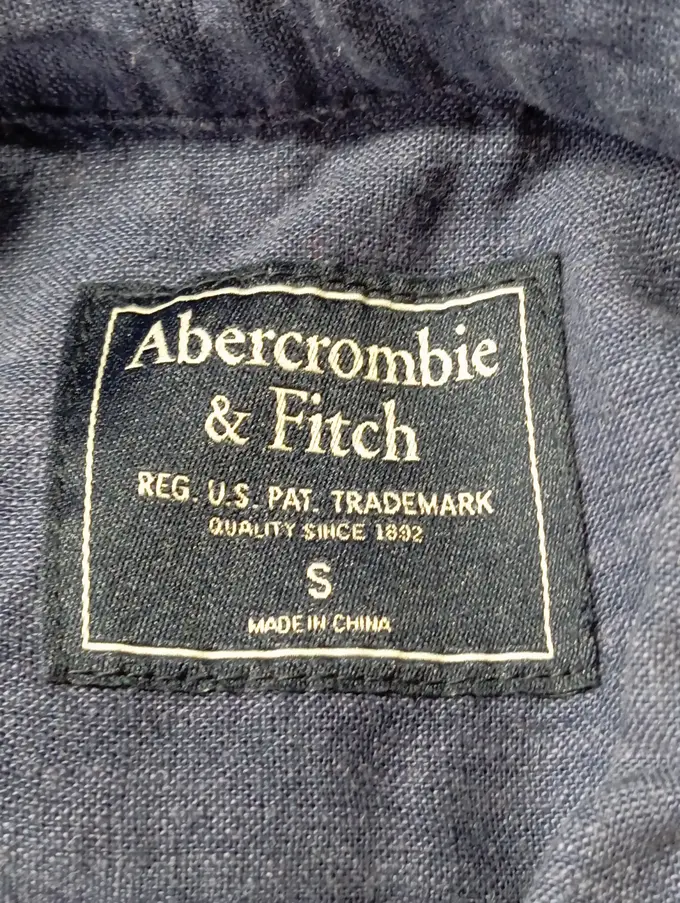 Abercrombie
& Fitch
REG. U.S. PAT. TRADEMARK
QUALITY SINCE 1892
S
MADE IN CHINA